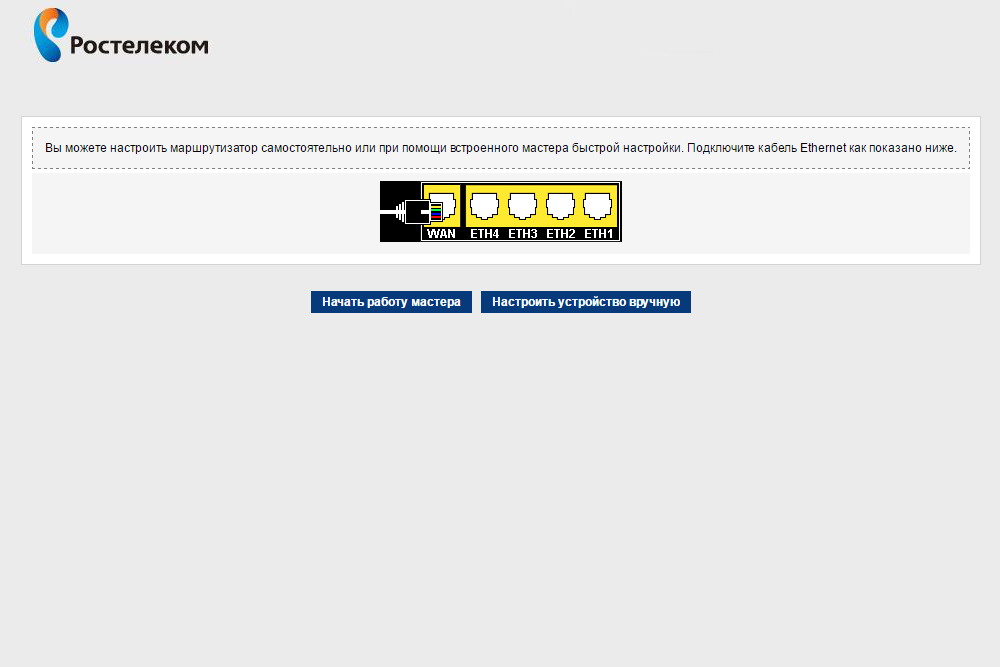 Ростелеком
Вы можете настроить маршрутизатор самостоятельно или при помощи встроенного мастера быстрой настройки. Подключите кабель Ethernet как показано ниже.
WAN ETH4 ETH3 ETH2 ETH1
Начать работу мастера Настроить устройство вручную